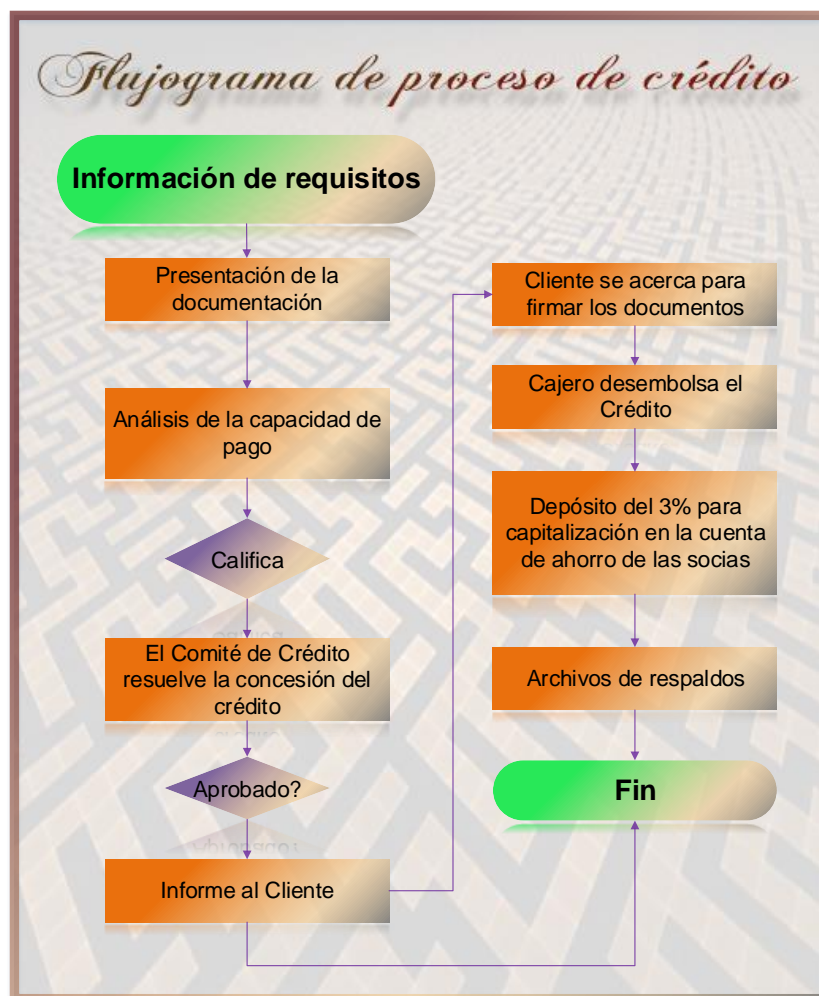 Flujograma de proceso de crédito
Información de requisitos
Presentación de la
documentación
Análisis de la capacidad de
pago
Califica
El Comité de Crédito
resuelve la concesión del
crédito
Aprobado?
Informe al Cliente
Cliente se acerca para
firmar los documentos
Cajero desembolsa el
Crédito
Depósito del 3% para
capitalización en la cuenta
de ahorro de las socias
Archivos de respaldos
Fin